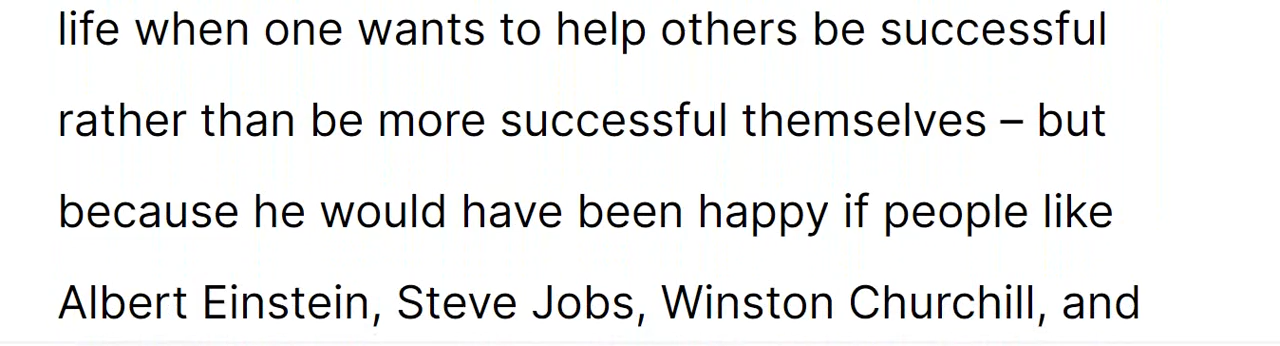 life when one wants to help others be successful
rather than be more successful themselves – but
because he would have been happy if people like
Albert Einstein, Steve Jobs, Winston Churchill, and